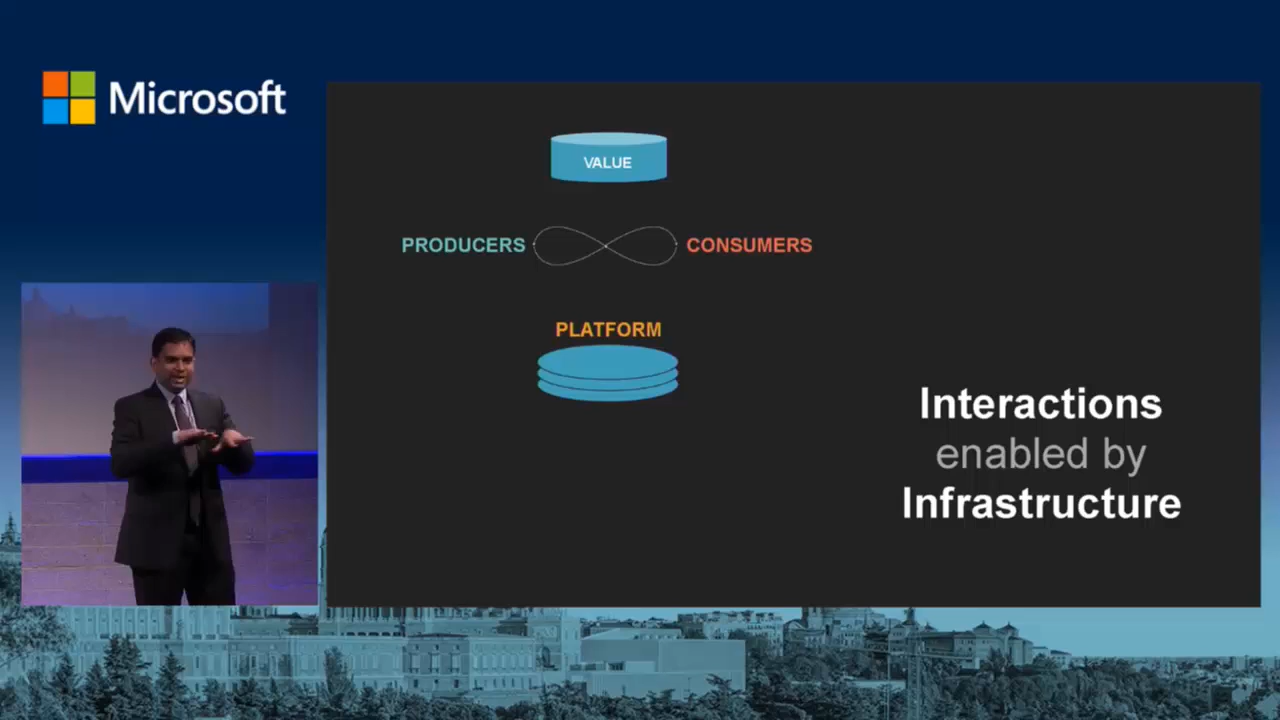 Microsoft
VALUE
PRODUCERS
CONSUMERS
PLATFORM
Interactions
enabled by
Infrastructure